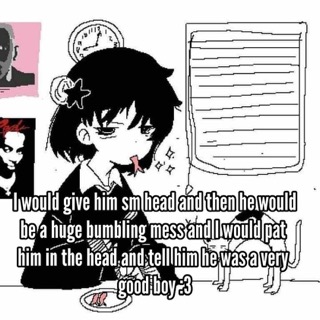 I would give him sm head and then he would
be a huge bumbling mess and I would pat
him in the head and tell him he was a very
good boy :3